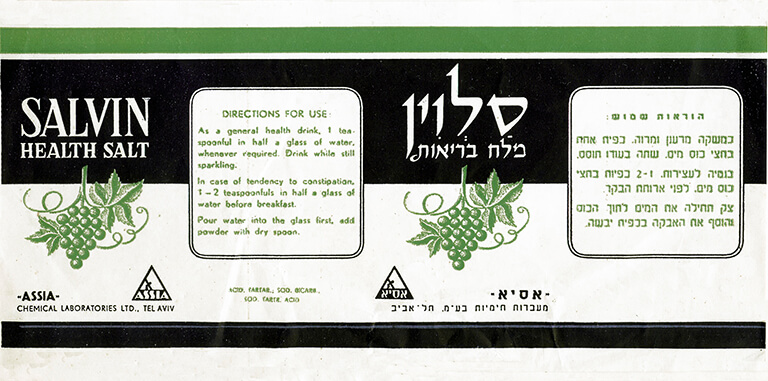 SALVIN
HEALTH SALT
-ASSIA-
CHEMICAL LABORATORIES LTD., TEL AVIV
ASSIA
DIRECTIONS FOR USE:
As a general health drink, 1 tea-
spoonful in half a glass of water,
whenever required. Drink while still
sparkling.
In case of tendency to constipation,
1-2 teaspoonfuls in half a glass of
water before breakfast.
Pour water into the glass first, add
powder with dry spoon.
ACID. TARTAR., SOD. BICARB.,
SOD. TARTR. ACID
סלוין
מלח בריאות
אסיא
-אסיא-
מעבדות חימיות בע״מ, תל־אביב
הוראות שמוש:
כמשקה מרענן ומרוה, כפית אחת
בחצי כוס מים. שתה בעודו תוסס.
בנטיה לעצירות, 1-2 כפיות בחצי
כוס מים, לפני ארוחת הבקר.
צק תחילה את המים לתוך הכוס
והוסף את האבקה בכפית יבשה.